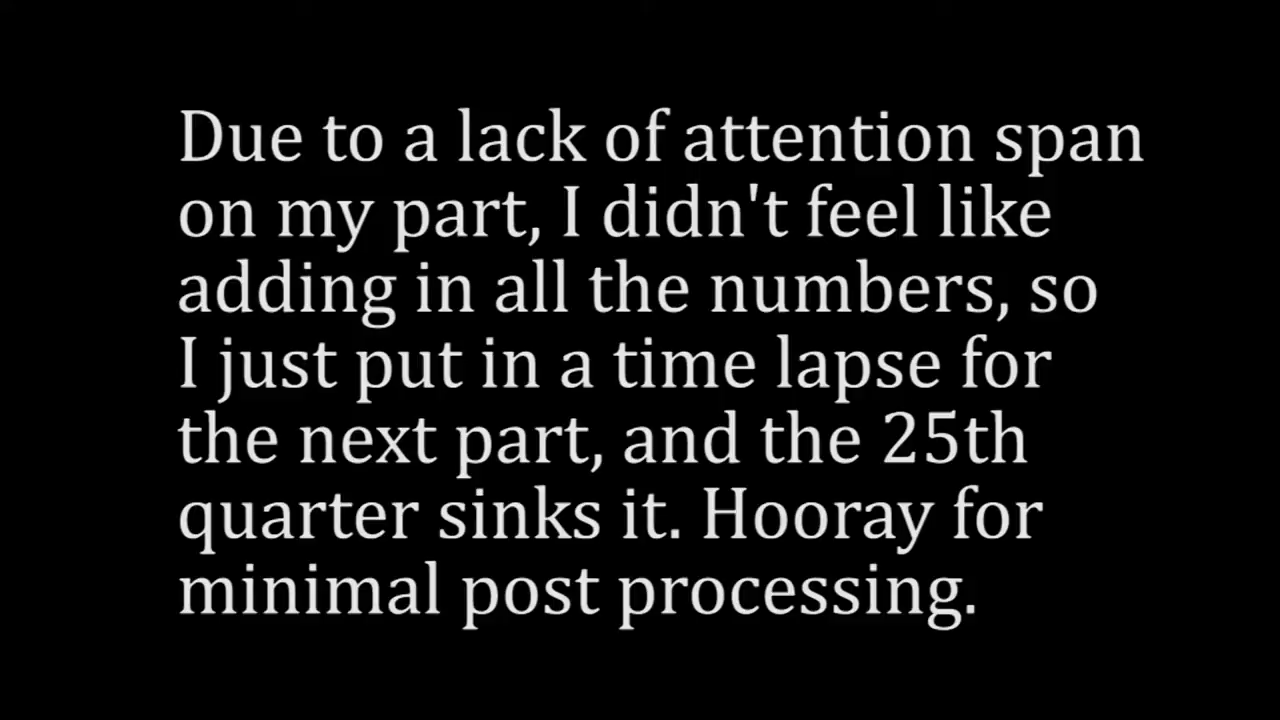 Due to a lack of attention span
on my part, I didn't feel like
adding in all the numbers, so
I just put in a time lapse for
the next part, and the 25th
quarter sinks it. Hooray for
minimal post processing.